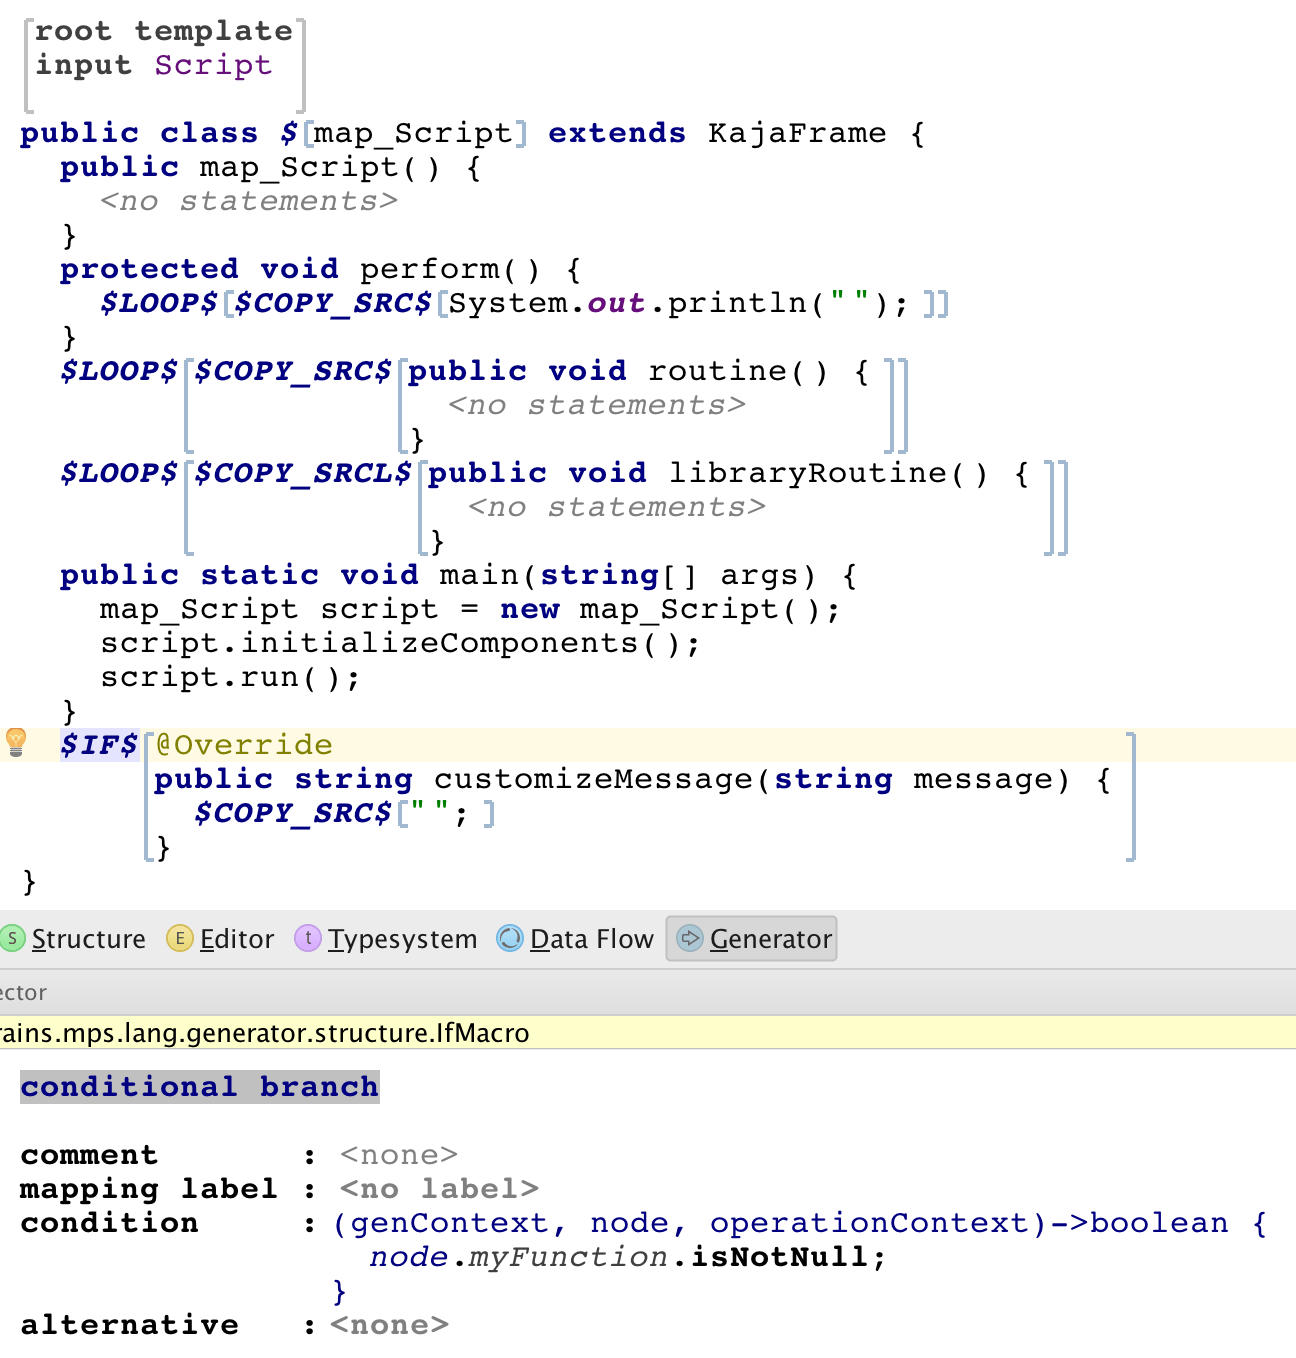 root template
input Script
public class $[map_Script] extends KajaFrame {
public map_Script() {
<no statements>
}
protected void perform() {
$LOOP$[$COPY_SRC$[System.out.println(" "); ]]
}
$LOOP$[$COPY_SRC$[public void routine() { ]]
<no statements>
}
$LOOP$[$COPY_SRCL$[public void libraryRoutine() { ]]
<no statements>
}
public static void main(string[] args) {
map_Script script = new map_Script();
script.initializeComponents();
script.run();
}
$IF$[@Override ]
public string customizeMessage(string message) {
$COPY_SRC$[" "; ]
}
}
S Structure E Editor t Typesystem Data Flow Generator
ector
rains.mps.lang.generator.structure.IfMacro
conditional branch
comment : <none>
mapping label : <no label>
condition : (genContext, node, operationContext)->boolean {
node.myFunction.isNotNull;
}
alternative : <none>